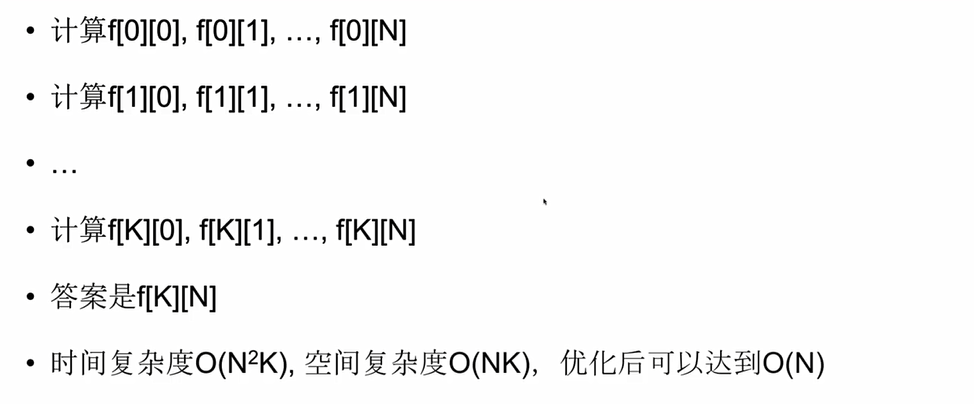 • 计算f[0][0], f[0][1], …, f[0][N]
• 计算f[1][0], f[1][1], …, f[1][N]
• …
• 计算f[K][0], f[K][1], …, f[K][N]
• 答案是f[K][N]
• 时间复杂度O(N²K), 空间复杂度O(NK)，优化后可以达到O(N)